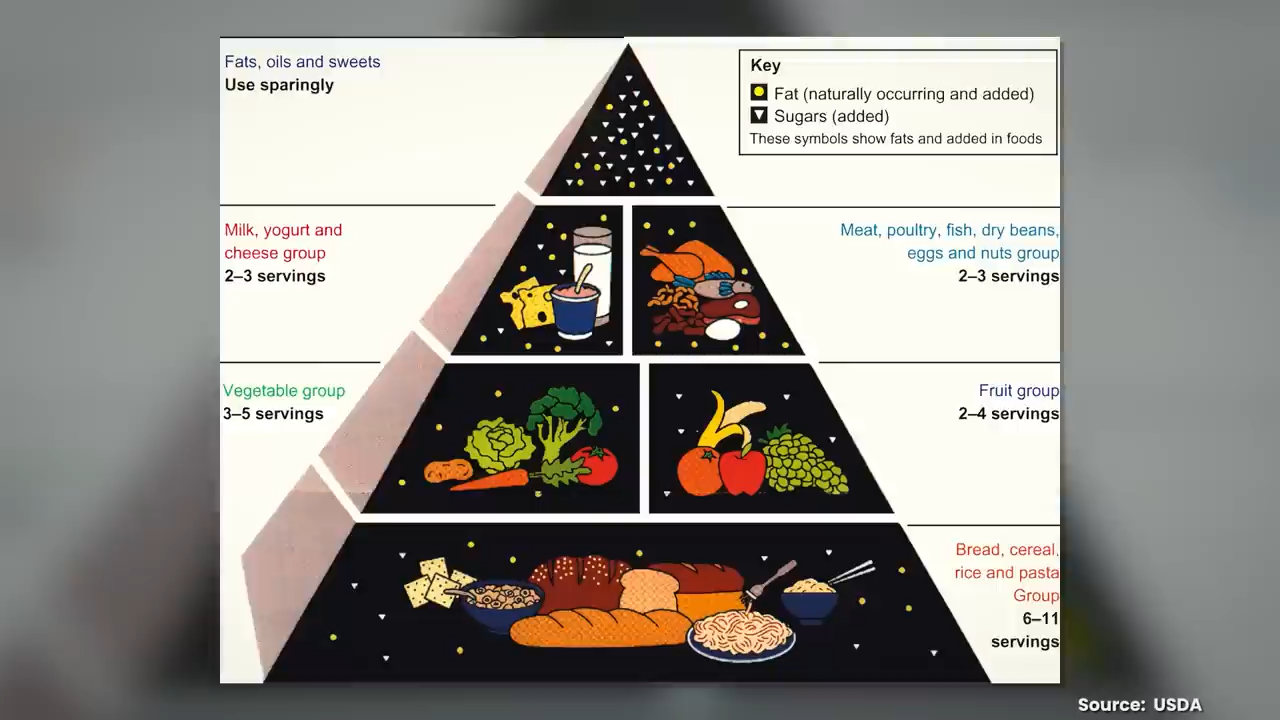 Fats, oils and sweets
Use sparingly
Key
Fat (naturally occurring and added)
Sugars (added)
These symbols show fats and added in foods
Milk, yogurt and
cheese group
2–3 servings
Meat, poultry, fish, dry beans,
eggs and nuts group
2–3 servings
Vegetable group
3–5 servings
Fruit group
2–4 servings
Bread, cereal,
rice and pasta
Group
6–11
servings
Source: USDA